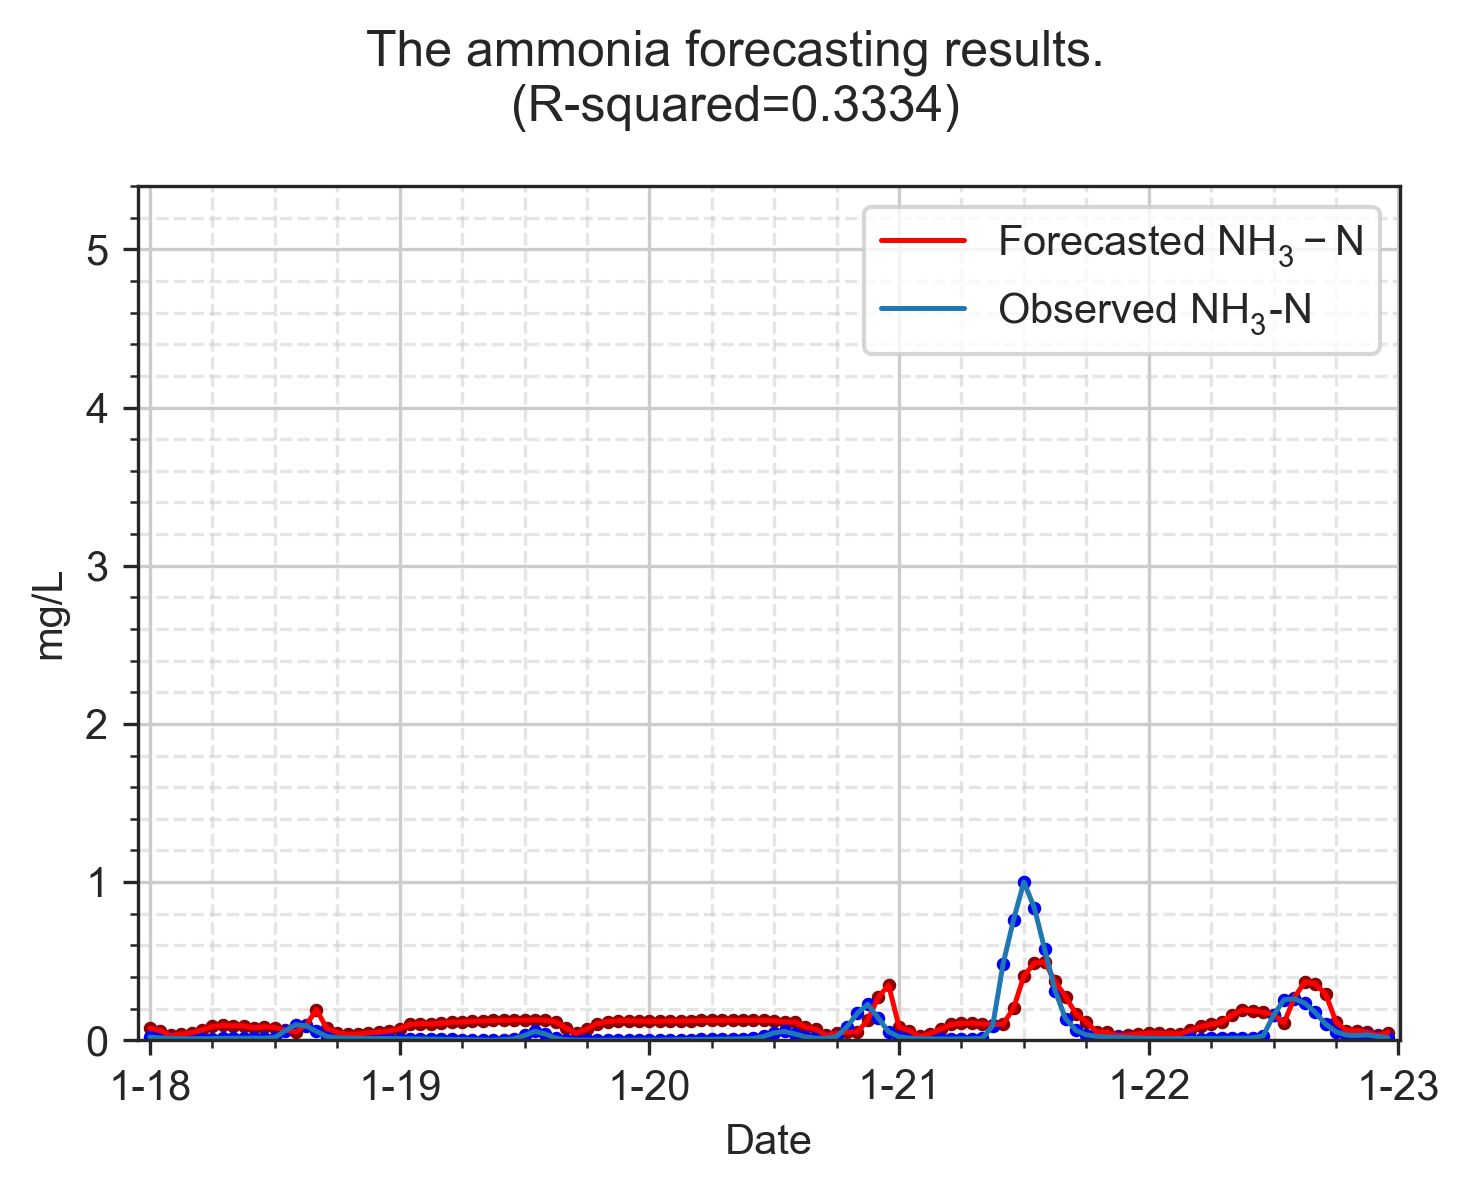 The ammonia forecasting results.
(R-squared=0.3334)
Forecasted NH₃ − N
Observed NH₃-N
5
4
3
2
1
0
mg/L
1-18 1-19 1-20 1-21 1-22 1-23
Date